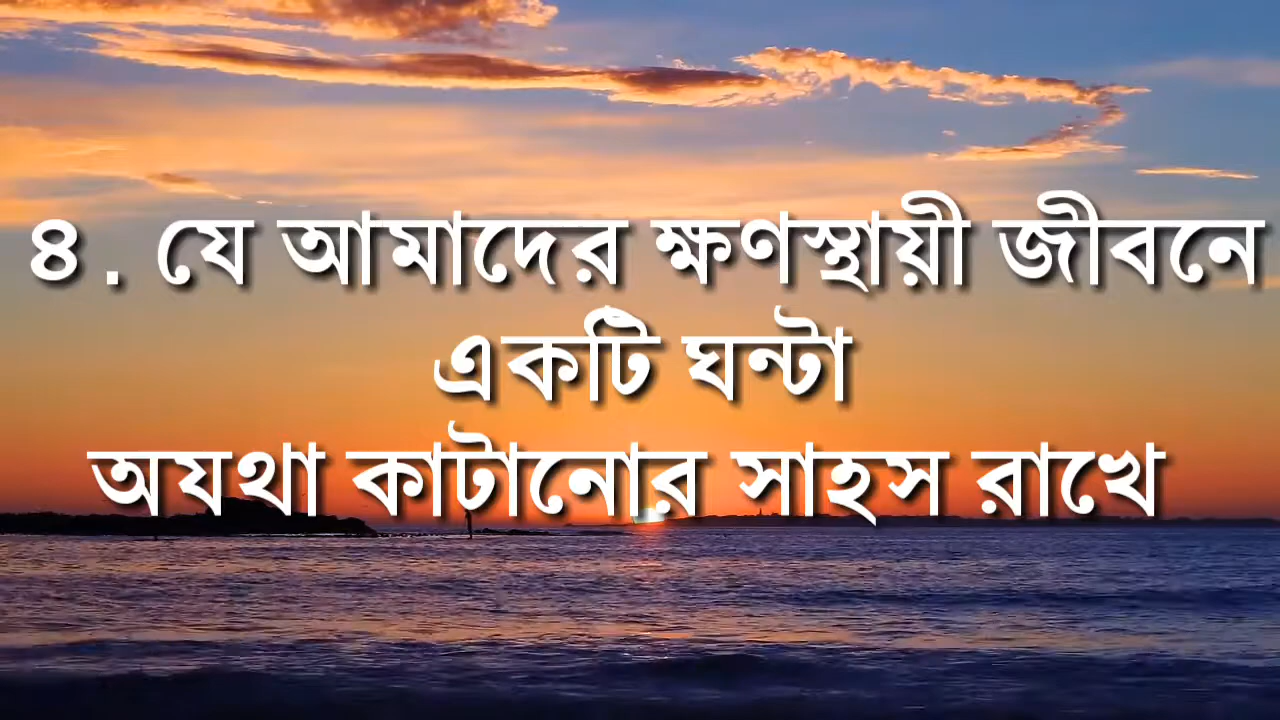 ৪. যে আমাদের ক্ষণস্থায়ী জীবনে
একটি ঘন্টা
অযথা কাটানোর সাহস রাখে